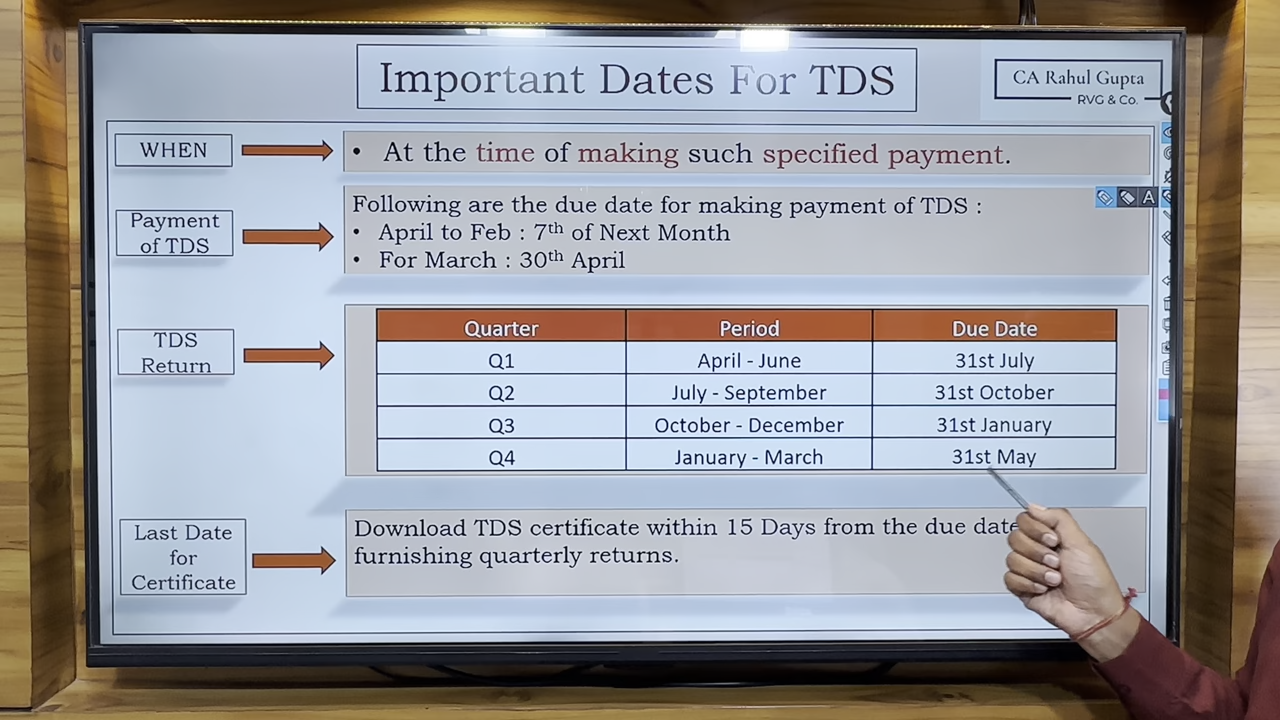 Important Dates For TDS
CA Rahul Gupta
RVG & Co.
WHEN
• At the time of making such specified payment.
Payment
of TDS
Following are the due date for making payment of TDS :
• April to Feb : 7th of Next Month
• For March : 30th April
TDS
Return
Quarter Period Due Date
Q1 April - June 31st July
Q2 July - September 31st October
Q3 October - December 31st January
Q4 January - March 31st May
Last Date
for
Certificate
Download TDS certificate within 15 Days from the due date
furnishing quarterly returns.
A